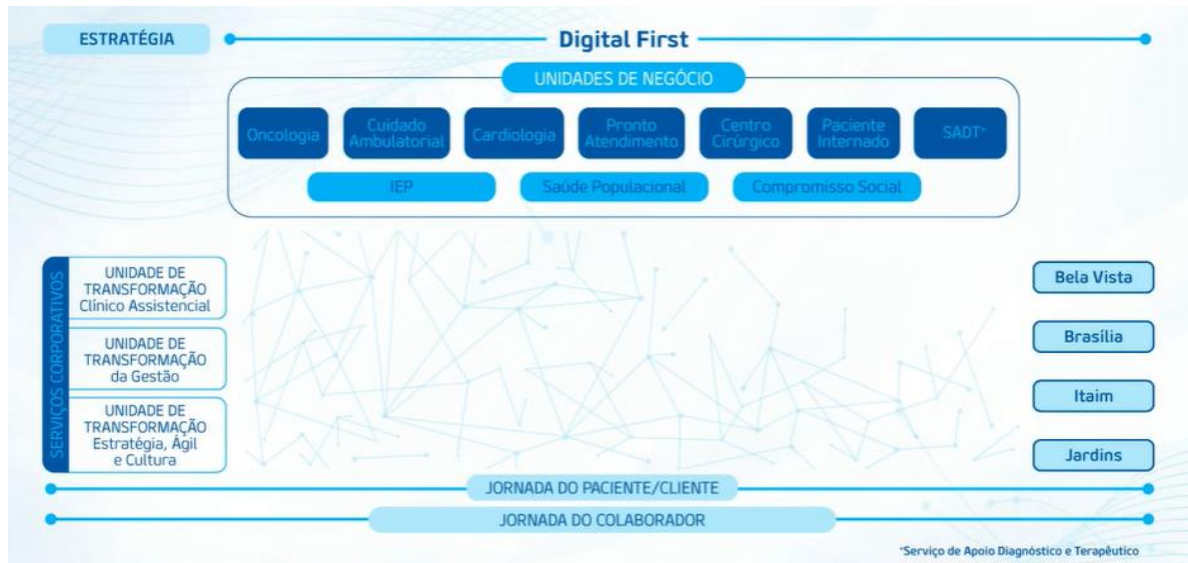 ESTRATÉGIA
Digital First
UNIDADES DE NEGÓCIO
Oncologia
Cuidado
Ambulatorial
Cardiologia
Pronto
Atendimento
Centro
Cirúrgico
Paciente
Internado
SADT*
IEP
Saúde Populacional
Compromisso Social
SERVIÇOS CORPORATIVOS
UNIDADE DE
TRANSFORMAÇÃO
Clínico Assistencial
UNIDADE DE
TRANSFORMAÇÃO
da Gestão
UNIDADE DE
TRANSFORMAÇÃO
Estratégia, Ágil
e Cultura
Bela Vista
Brasília
Itaim
Jardins
JORNADA DO PACIENTE/CLIENTE
JORNADA DO COLABORADOR
*Serviço de Apoio Diagnóstico e Terapêutico